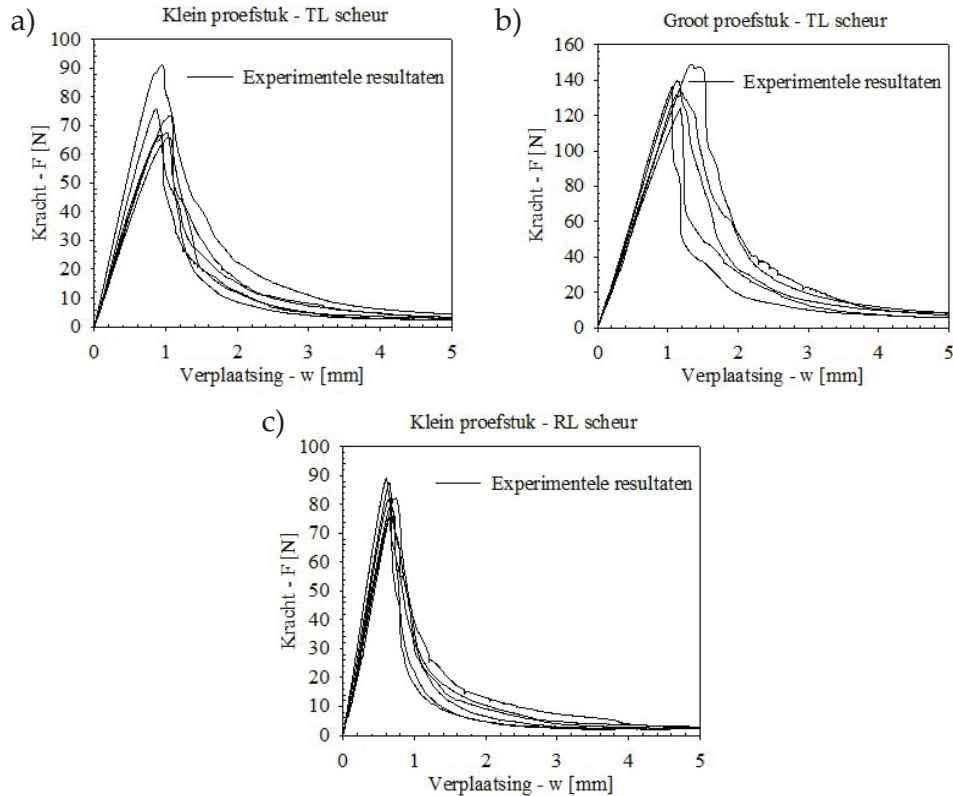 a)
Klein proefstuk - TL scheur
100
90
80
70
60
50
40
30
20
10
0
Kracht - F [N]
Experimentele resultaten
0 1 2 3 4 5
Verplaatsing - w [mm]
b)
Groot proefstuk - TL scheur
160
140
120
100
80
60
40
20
0
Kracht - F [N]
Experimentele resultaten
0 1 2 3 4 5
Verplaatsing - w [mm]
c)
Klein proefstuk - RL scheur
100
90
80
70
60
50
40
30
20
10
0
Kracht - F [N]
Experimentele resultaten
0 1 2 3 4 5
Verplaatsing - w [mm]